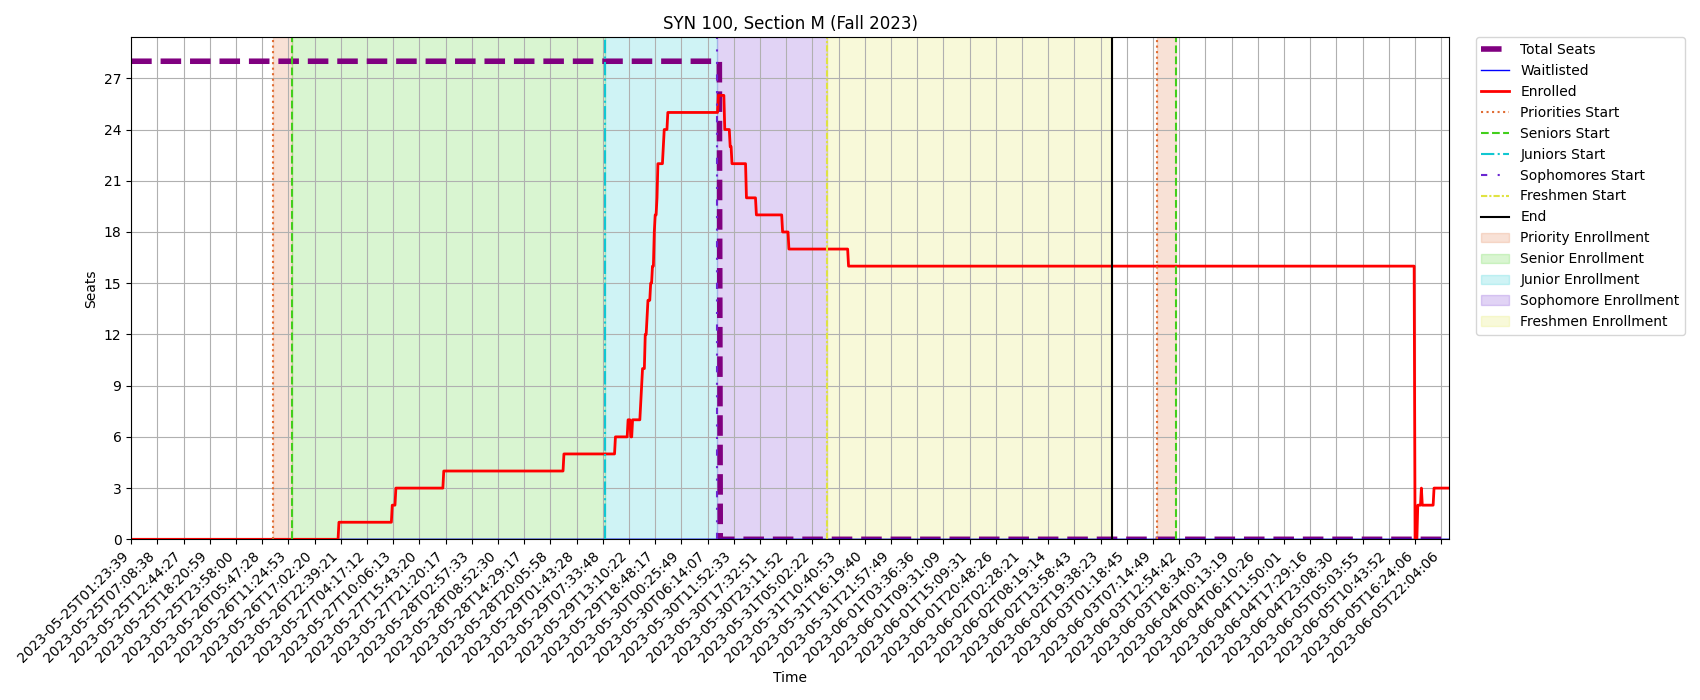 SYN 100, Section M (Fall 2023)
Total Seats
Waitlisted
Enrolled
Priorities Start
Seniors Start
Juniors Start
Sophomores Start
Freshmen Start
End
Priority Enrollment
Senior Enrollment
Junior Enrollment
Sophomore Enrollment
Freshmen Enrollment
Seats
27
24
21
18
15
12
9
6
3
0
2023-05-25T01:23:39
2023-05-25T07:08:38
2023-05-25T12:44:27
2023-05-25T18:20:59
2023-05-25T23:58:00
2023-05-26T05:47:28
2023-05-26T11:24:53
2023-05-26T17:02:20
2023-05-26T22:39:21
2023-05-27T04:17:12
2023-05-27T10:06:13
2023-05-27T15:43:20
2023-05-27T21:20:17
2023-05-28T02:57:33
2023-05-28T08:52:30
2023-05-28T14:29:17
2023-05-28T20:05:58
2023-05-29T01:43:28
2023-05-29T07:33:48
2023-05-29T13:10:22
2023-05-29T18:48:17
2023-05-30T00:25:49
2023-05-30T06:14:07
2023-05-30T11:52:33
2023-05-30T17:32:51
2023-05-30T23:11:52
2023-05-31T05:02:22
2023-05-31T10:40:53
2023-05-31T16:19:40
2023-05-31T21:57:49
2023-06-01T03:36:36
2023-06-01T09:31:09
2023-06-01T15:09:31
2023-06-01T20:48:26
2023-06-02T02:28:21
2023-06-02T08:19:14
2023-06-02T13:58:43
2023-06-02T19:38:23
2023-06-03T01:18:45
2023-06-03T07:14:49
2023-06-03T12:54:42
2023-06-03T18:34:03
2023-06-04T00:13:19
2023-06-04T06:10:26
2023-06-04T11:50:01
2023-06-04T17:29:16
2023-06-04T23:08:30
2023-06-05T05:03:55
2023-06-05T10:43:52
2023-06-05T16:24:06
2023-06-05T22:04:06
Time